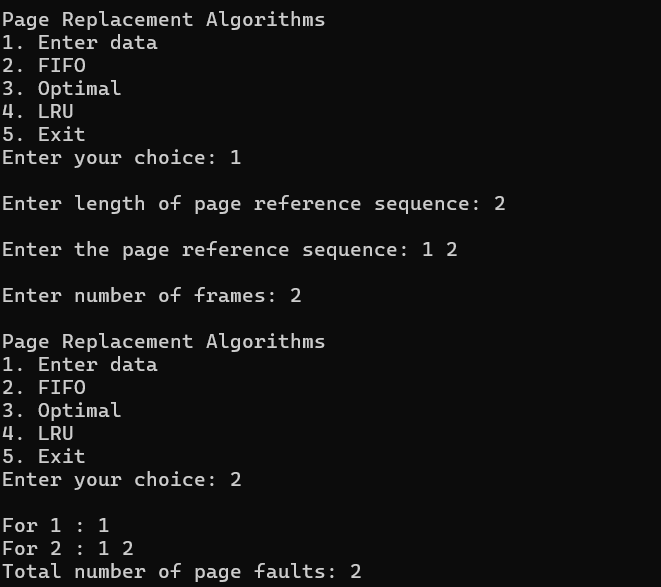 Page Replacement Algorithms
1. Enter data
2. FIFO
3. Optimal
4. LRU
5. Exit
Enter your choice: 1
Enter length of page reference sequence: 2
Enter the page reference sequence: 1 2
Enter number of frames: 2
Page Replacement Algorithms
1. Enter data
2. FIFO
3. Optimal
4. LRU
5. Exit
Enter your choice: 2
For 1 : 1
For 2 : 1 2
Total number of page faults: 2